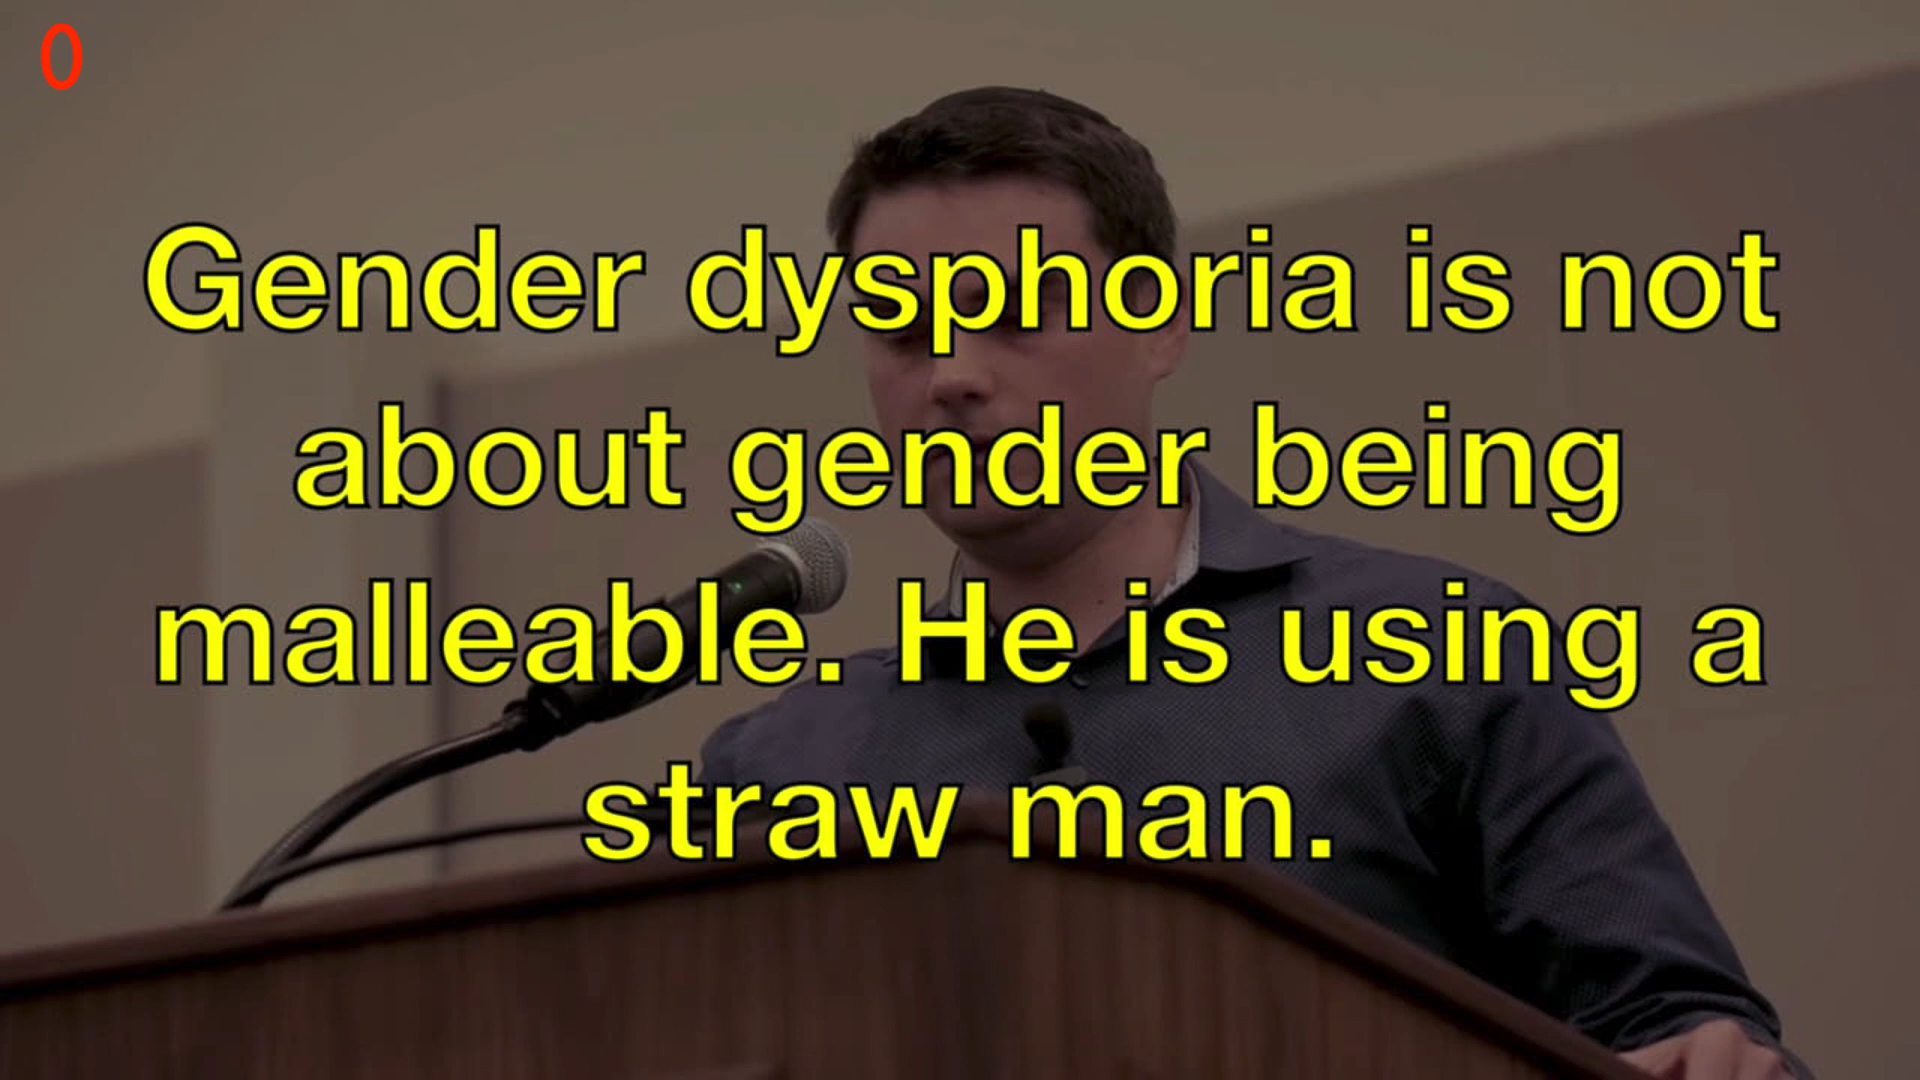 0
Gender dysphoria is not
about gender being
malleable. He is using a
straw man.